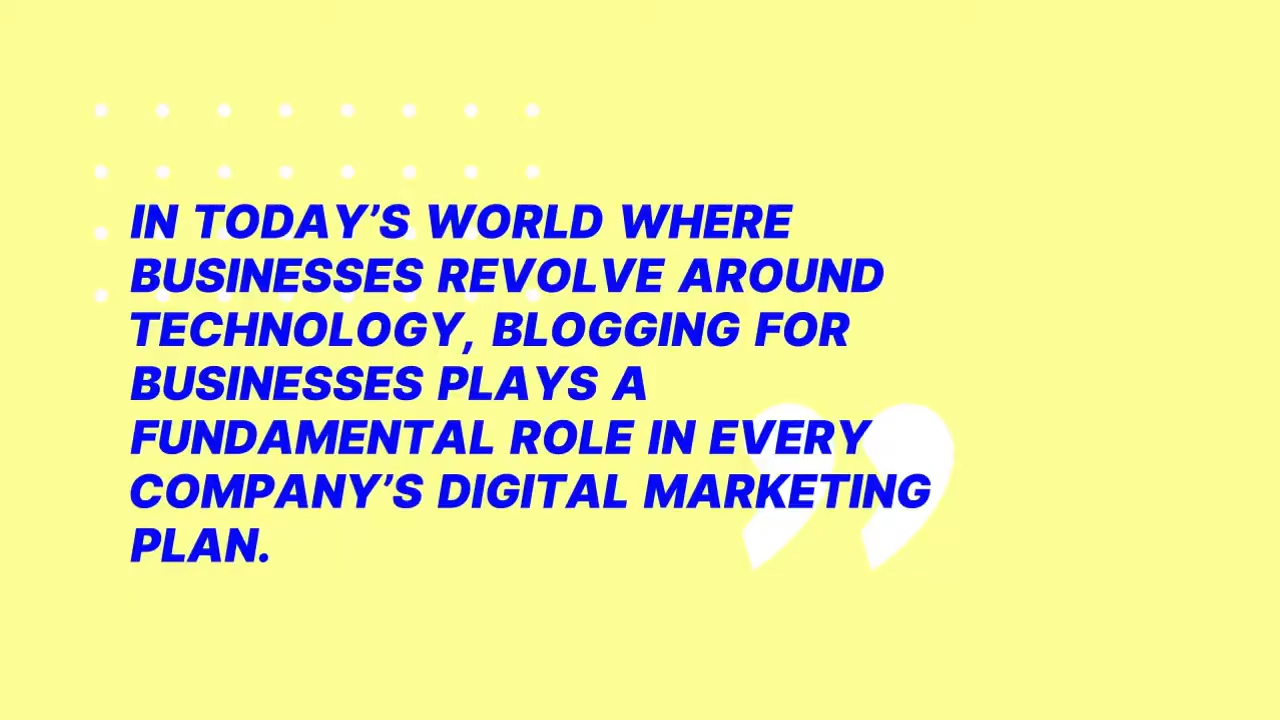 IN TODAY’S WORLD WHERE
BUSINESSES REVOLVE AROUND
TECHNOLOGY, BLOGGING FOR
BUSINESSES PLAYS A
FUNDAMENTAL ROLE IN EVERY
COMPANY’S DIGITAL MARKETING
PLAN.